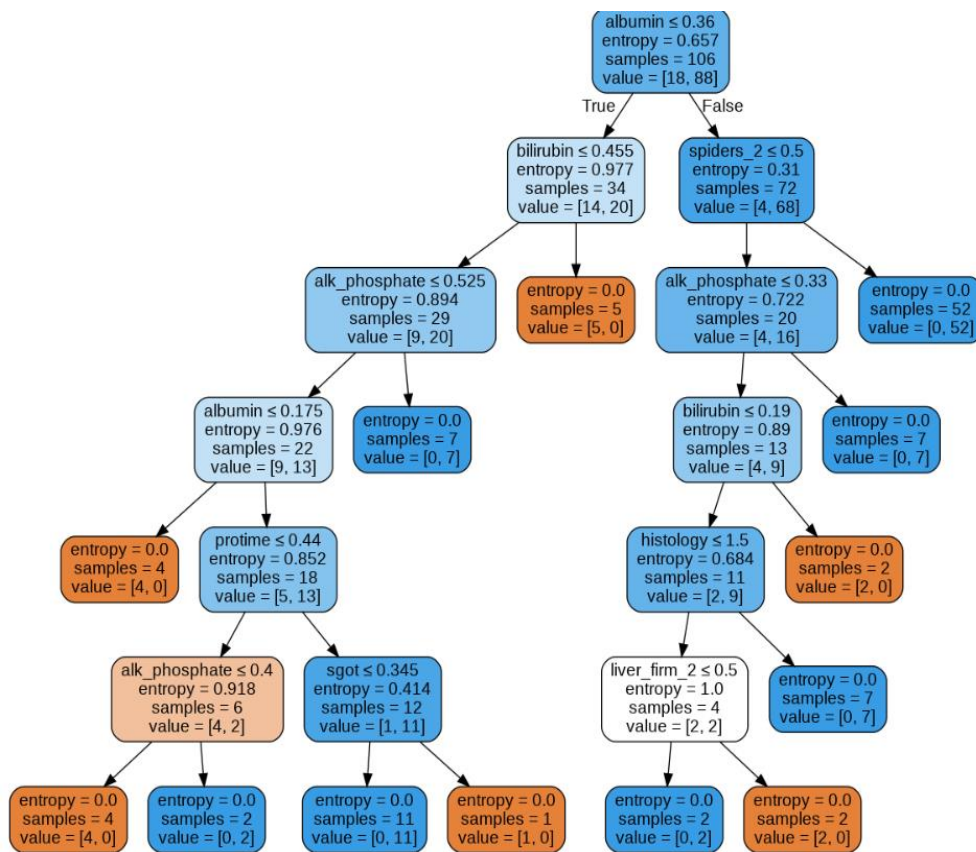 albumin ≤ 0.36
entropy = 0.657
samples = 106
value = [18, 88]
True
False
bilirubin ≤ 0.455
entropy = 0.977
samples = 34
value = [14, 20]
spiders_2 ≤ 0.5
entropy = 0.31
samples = 72
value = [4, 68]
alk_phosphate ≤ 0.525
entropy = 0.894
samples = 29
value = [9, 20]
entropy = 0.0
samples = 5
value = [5, 0]
alk_phosphate ≤ 0.33
entropy = 0.722
samples = 20
value = [4, 16]
entropy = 0.0
samples = 52
value = [0, 52]
albumin ≤ 0.175
entropy = 0.976
samples = 22
value = [9, 13]
entropy = 0.0
samples = 7
value = [0, 7]
bilirubin ≤ 0.19
entropy = 0.89
samples = 13
value = [4, 9]
entropy = 0.0
samples = 7
value = [0, 7]
entropy = 0.0
samples = 4
value = [4, 0]
protime ≤ 0.44
entropy = 0.852
samples = 18
value = [5, 13]
histology ≤ 1.5
entropy = 0.684
samples = 11
value = [2, 9]
entropy = 0.0
samples = 2
value = [2, 0]
alk_phosphate ≤ 0.4
entropy = 0.918
samples = 6
value = [4, 2]
sgot ≤ 0.345
entropy = 0.414
samples = 12
value = [1, 11]
liver_firm_2 ≤ 0.5
entropy = 1.0
samples = 4
value = [2, 2]
entropy = 0.0
samples = 7
value = [0, 7]
entropy = 0.0
samples = 4
value = [4, 0]
entropy = 0.0
samples = 2
value = [0, 2]
entropy = 0.0
samples = 11
value = [0, 11]
entropy = 0.0
samples = 1
value = [1, 0]
entropy = 0.0
samples = 2
value = [0, 2]
entropy = 0.0
samples = 2
value = [2, 0]